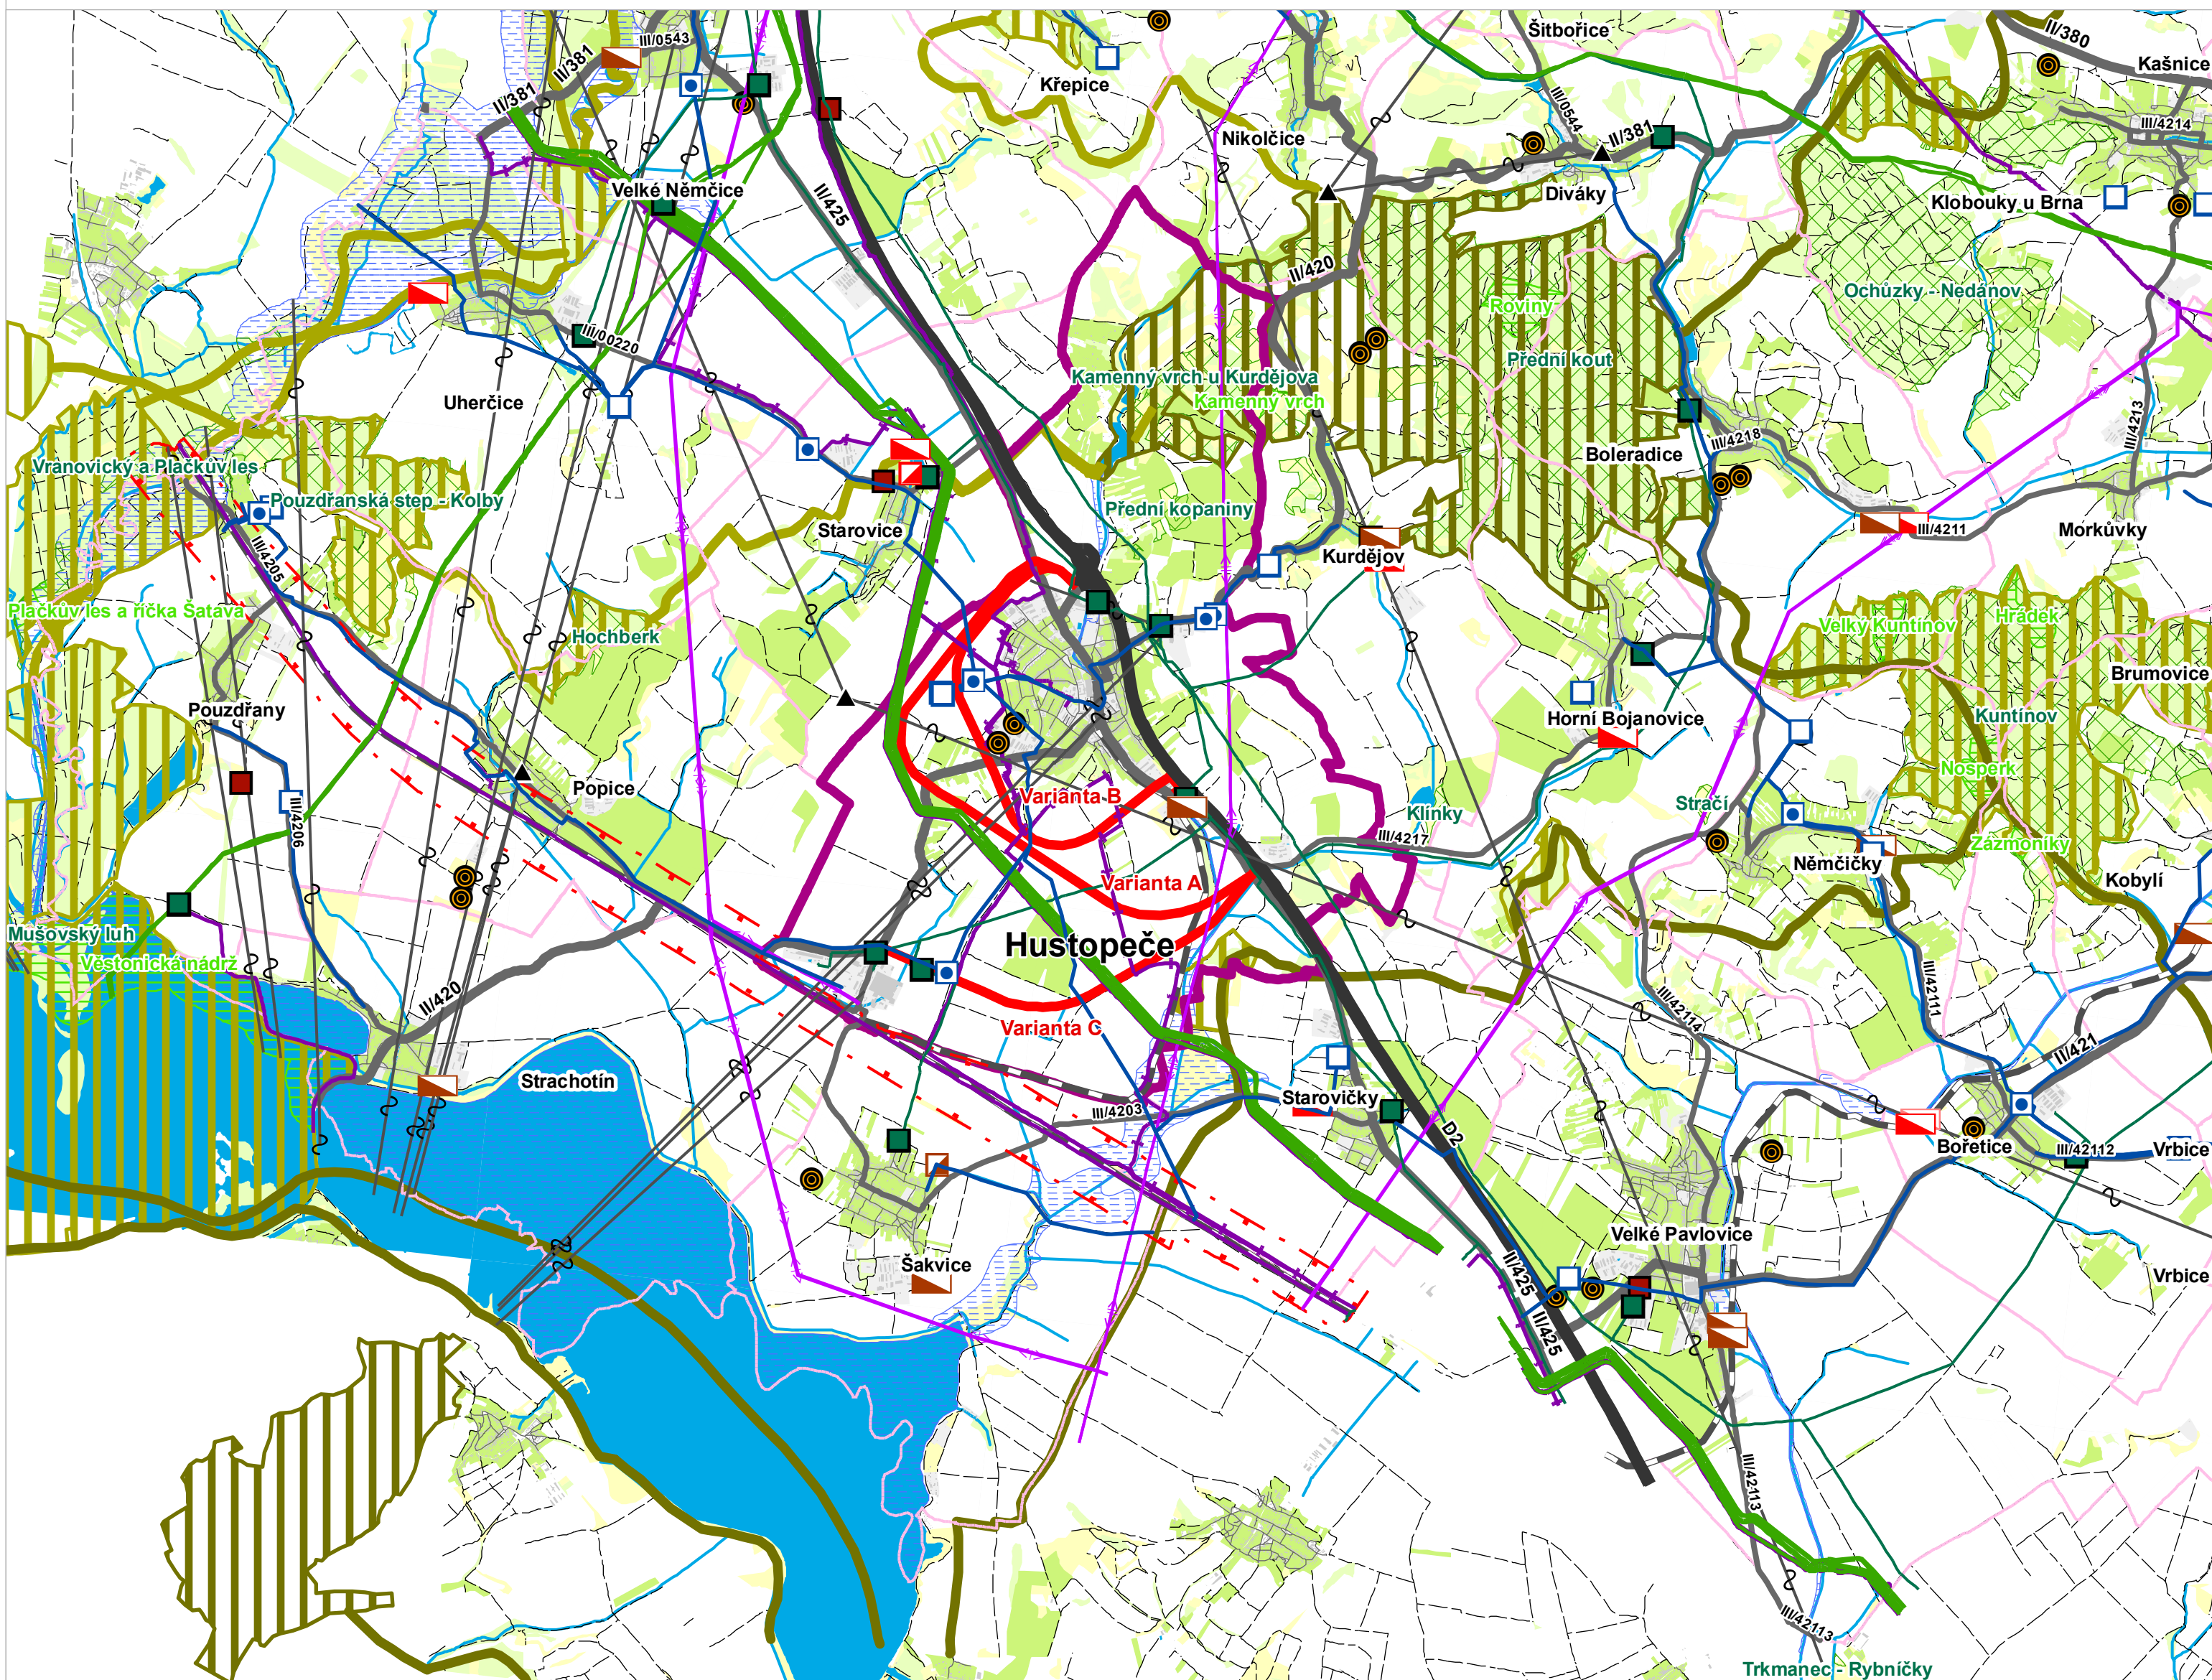 Šitbořice
II/380
Kašnice
III/0543
II/381
Křepice
II/381
III/0544
II/381
III/4214
Nikolčice
Diváky
Velké Němčice
II/425
Klobouky u Brna
II/420
Ochůzky - Nedánov
Roviny
III/00220
Přední kout
Kamenný vrch u Kurdějova
Kamenný vrch
Uherčice
III/4213
III/4218
Boleradice
Vranovický a Plačkův les
Pouzdřanská step - Kolby
Přední kopaniny
Starovice
III/4211
Morkůvky
Kurdějov
III/4205
Plačkův les a říčka Šatava
Hochberk
Velký Kuntínov
Hrádek
Brumovice
Pouzdřany
Horní Bojanovice
Kuntínov
Nosperk
Popice
Varianta B
Stračí
Klínky
III/4206
III/4217
Zázmoníky
Němčičky
Varianta A
Kobylí
Mušovský luh
Hustopeče
Věstonická nádrž
II/420
III/42111
III/42114
Varianta C
II/421
Strachotín
Starovičky
III/4203
D2
Bořetice
III/42112
Vrbice
Velké Pavlovice
Šakvice
II/425
Vrbice
II/425
III/42113
III/42113
Trkmanec - Rybníčky